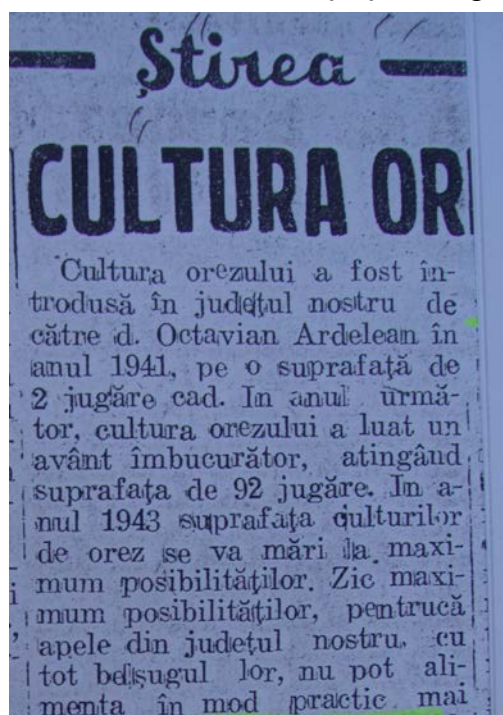 Știrea
CULTURA OR
Cultura orezului a fost in-
trodusă în județul nostru de
către d. Octavian Ardelean în
anul 1941, pe o suprafață de
2 jugăre cad. In anul urmă-
tor, cultura orezului a luat un
avânt îmbucurător, atingând
suprafața de 92 jugăre. In a-
nul 1943 suprafața culturilor
de orez se va mări la maxi-
mum posibilităților. Zic maxi-
mum posibilităților, pentrucă
apele din județul nostru, cu
tot belșugul lor, nu pot ali-
menta în mod practic mai